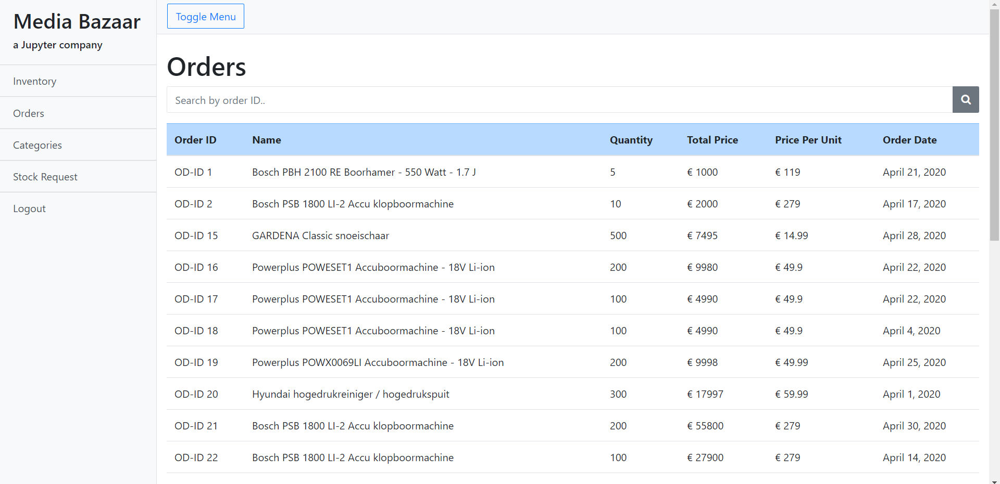 Media Bazaar
a Jupyter company
Inventory
Orders
Categories
Stock Request
Logout
Toggle Menu
Orders
Search by order ID..
Order ID Name Quantity Total Price Price Per Unit Order Date
OD-ID 1 Bosch PBH 2100 RE Boorhamer - 550 Watt - 1.7 J 5 € 1000 € 119 April 21, 2020
OD-ID 2 Bosch PSB 1800 LI-2 Accu klopboormachine 10 € 2000 € 279 April 17, 2020
OD-ID 15 GARDENA Classic snoeischaar 500 € 7495 € 14.99 April 28, 2020
OD-ID 16 Powerplus POWESET1 Accuboormachine - 18V Li-ion 200 € 9980 € 49.9 April 22, 2020
OD-ID 17 Powerplus POWESET1 Accuboormachine - 18V Li-ion 100 € 4990 € 49.9 April 22, 2020
OD-ID 18 Powerplus POWESET1 Accuboormachine - 18V Li-ion 100 € 4990 € 49.9 April 4, 2020
OD-ID 19 Powerplus POWX0069LI Accuboormachine - 18V Li-ion 200 € 9998 € 49.99 April 25, 2020
OD-ID 20 Hyundai hogedrukreiniger / hogedrukspuit 300 € 17997 € 59.99 April 1, 2020
OD-ID 21 Bosch PSB 1800 LI-2 Accu klopboormachine 200 € 55800 € 279 April 30, 2020
OD-ID 22 Bosch PSB 1800 LI-2 Accu klopboormachine 100 € 27900 € 279 April 14, 2020